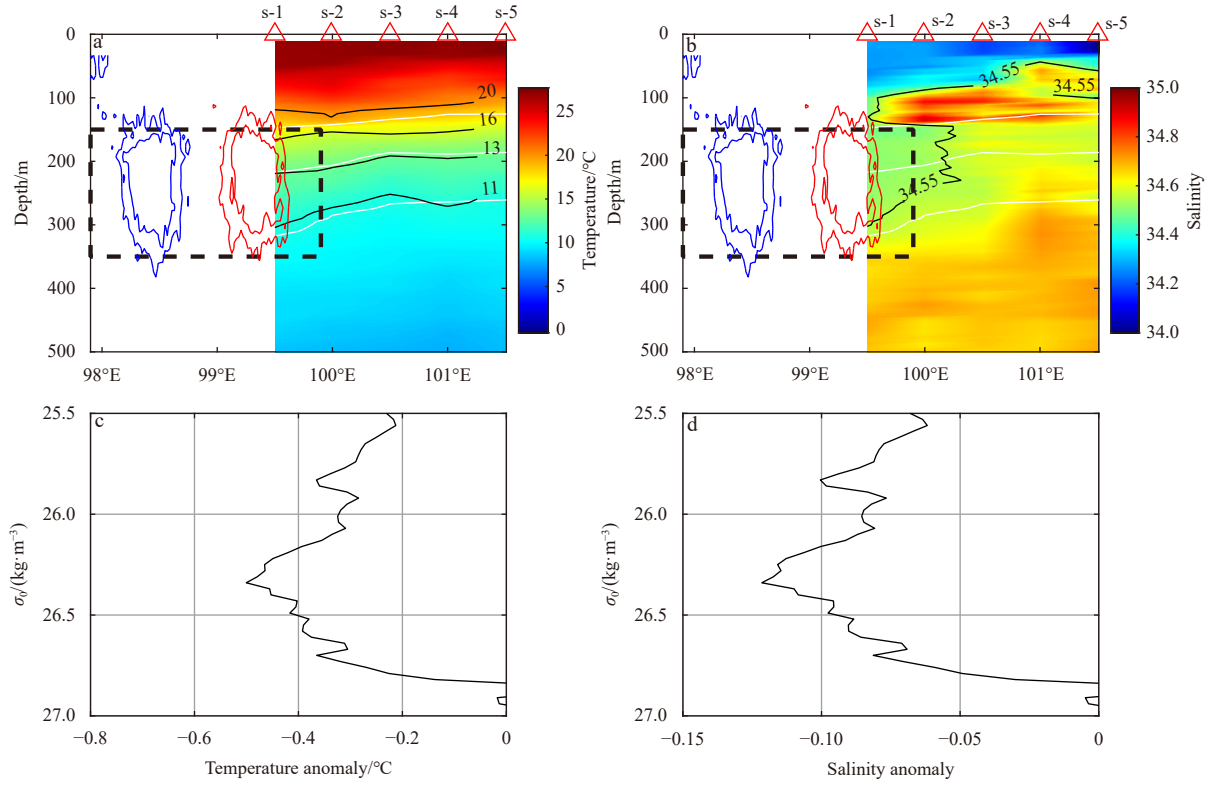 s-1 s-2 s-3 s-4 s-5
a
0
100
200
300
400
500
Depth/m
98°E 99°E 100°E 101°E
20
16
13
11
25
20
15
10
5
0
Temperature/°C
s-1 s-2 s-3 s-4 s-5
b
0
100
200
300
400
500
Depth/m
98°E 99°E 100°E 101°E
34.55
34.55
34.55
35.0
34.8
34.6
34.4
34.2
34.0
Salinity
c
25.5
26.0
26.5
27.0
σ₀/(kg·m⁻³)
−0.8 −0.6 −0.4 −0.2 0
Temperature anomaly/°C
d
25.5
26.0
26.5
27.0
σ₀/(kg·m⁻³)
−0.15 −0.10 −0.05 0
Salinity anomaly